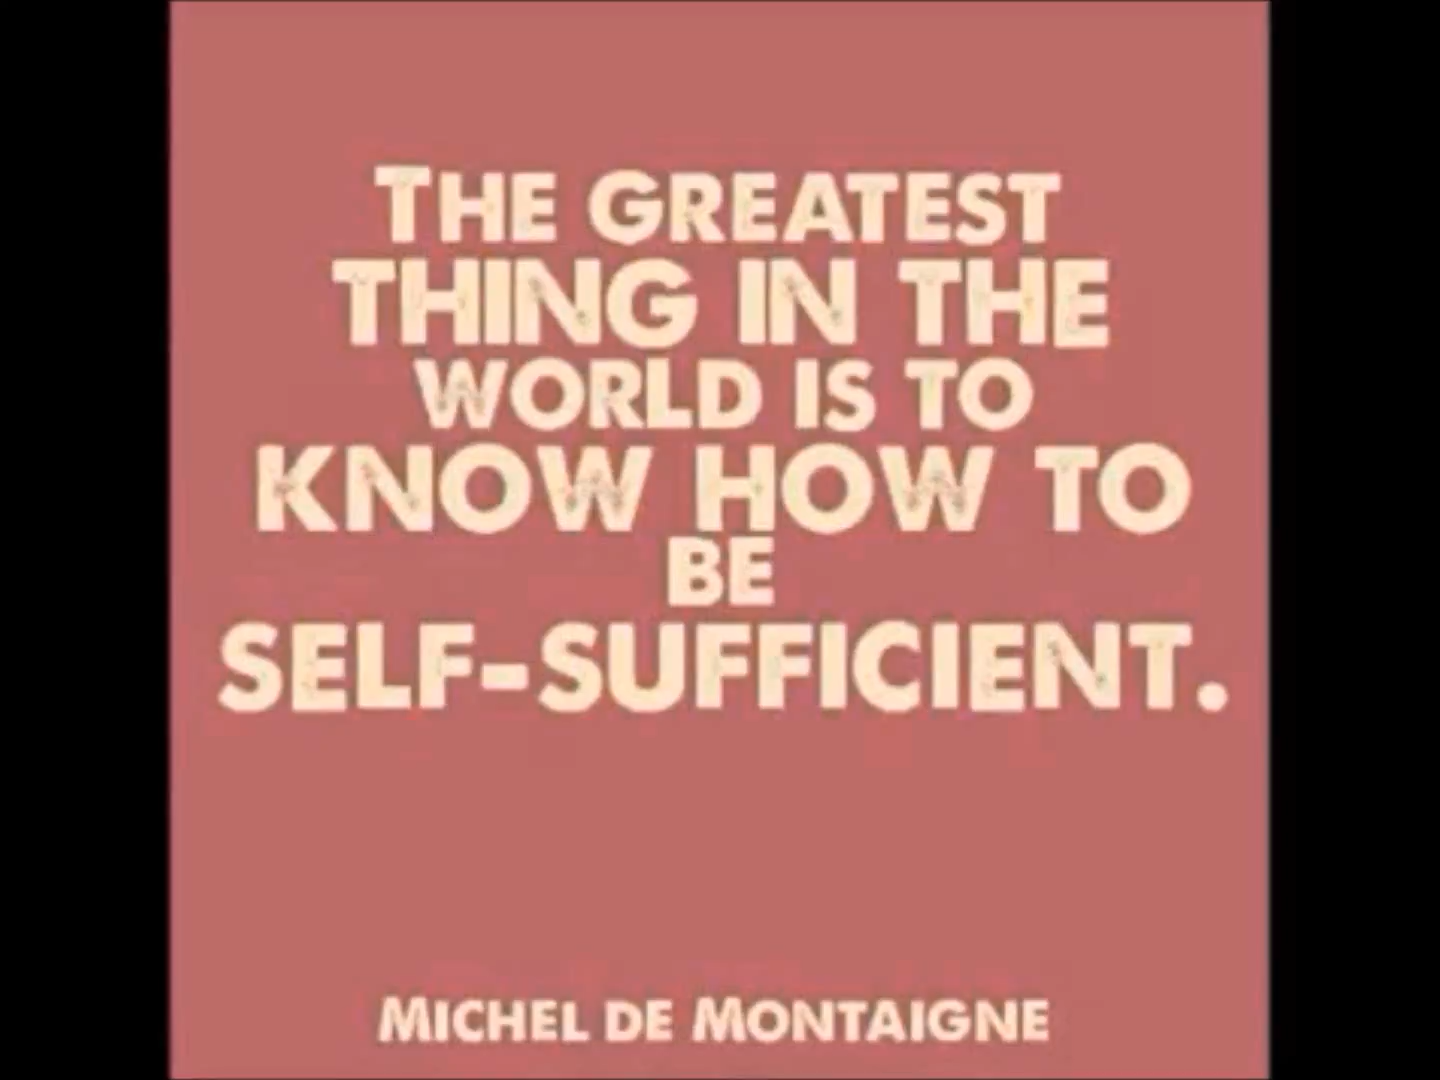 THE GREATEST
THING IN THE
WORLD IS TO
KNOW HOW TO
BE
SELF-SUFFICIENT.
MICHEL DE MONTAIGNE